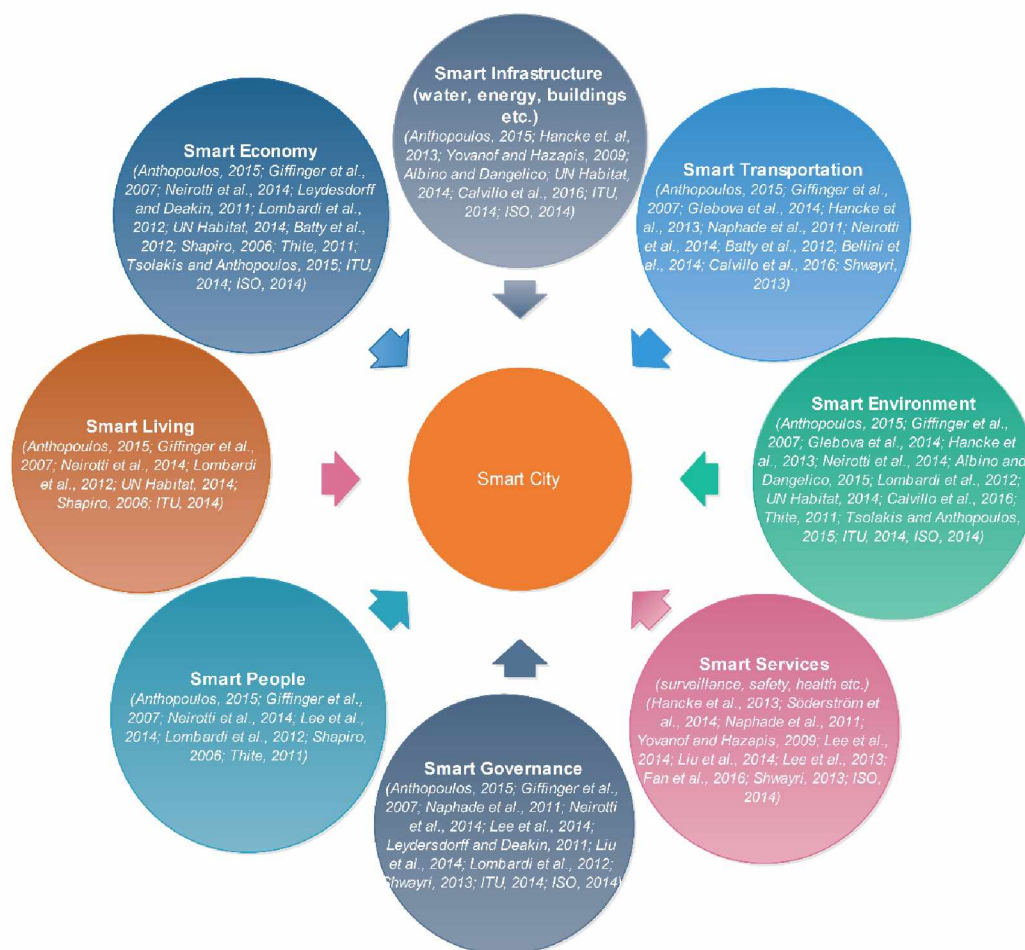 Smart Infrastructure
(water, energy, buildings
etc.)
(Anthopoulos, 2015; Hancke et. al,
2013; Yovanof and Hazapis, 2009;
Albino and Dangelico; UN Habitat,
2014; Calvillo et al., 2016; ITU,
2014; ISO, 2014)
Smart Transportation
(Anthopoulos, 2015; Giffinger et al.,
2007; Glebova et al., 2014; Hancke
et al., 2013; Naphade et al., 2011; Neirotti
et al., 2014; Batty et al., 2012; Bellini
et al., 2014; Calvillo et al., 2016; Shwayri,
2013)
Smart Environment
(Anthopoulos, 2015; Giffinger et al.,
2007; Glebova et al., 2014; Hancke et
al., 2013; Neirotti et al., 2014; Albino and
Dangelico, 2015; Lombardi et al., 2012;
UN Habitat, 2014; Calvillo et al., 2016;
Thite, 2011; Tsolakis and Anthopoulos,
2015; ITU, 2014, ISO, 2014)
Smart Services
(surveillance, safety, health etc.)
(Hancke et al., 2013; Söderström et
al., 2014; Naphade et al., 2011;
Yovanof and Hazapis, 2009; Lee et al.,
2014; Liu et al., 2014; Lee et al., 2013;
Fan et al., 2016; Shwayri, 2013; ISO,
2014)
Smart Governance
(Anthopoulos, 2015; Giffinger et al.,
2007; Naphade et al., 2011; Neirotti
et al., 2014; Lee et al., 2014;
Leydersdorff and Deakin, 2011; Liu
et al., 2014; Lombardi et al., 2012;
Shwayri, 2013; ITU, 2014; ISO, 2014)
Smart People
(Anthopoulos, 2015; Giffinger et al.,
2007; Neirotti et al., 2014; Lee et al.,
2014; Lombardi et al., 2012; Shapiro,
2006; Thite, 2011)
Smart Living
(Anthopoulos, 2015; Giffinger et al.,
2007; Neirotti et al., 2014; Lombardi
et al., 2012; UN Habitat, 2014;
Shapiro, 2006; ITU, 2014)
Smart Economy
(Anthopoulos, 2015; Giffinger et al.,
2007; Neirotti et al., 2014; Leydesdorff
and Deakin, 2011; Lombardi et al.,
2012; UN Habitat, 2014; Batty et al.,
2012; Shapiro, 2006; Thite, 2011;
Tsolakis and Anthopoulos, 2015; ITU,
2014; ISO, 2014)
Smart City